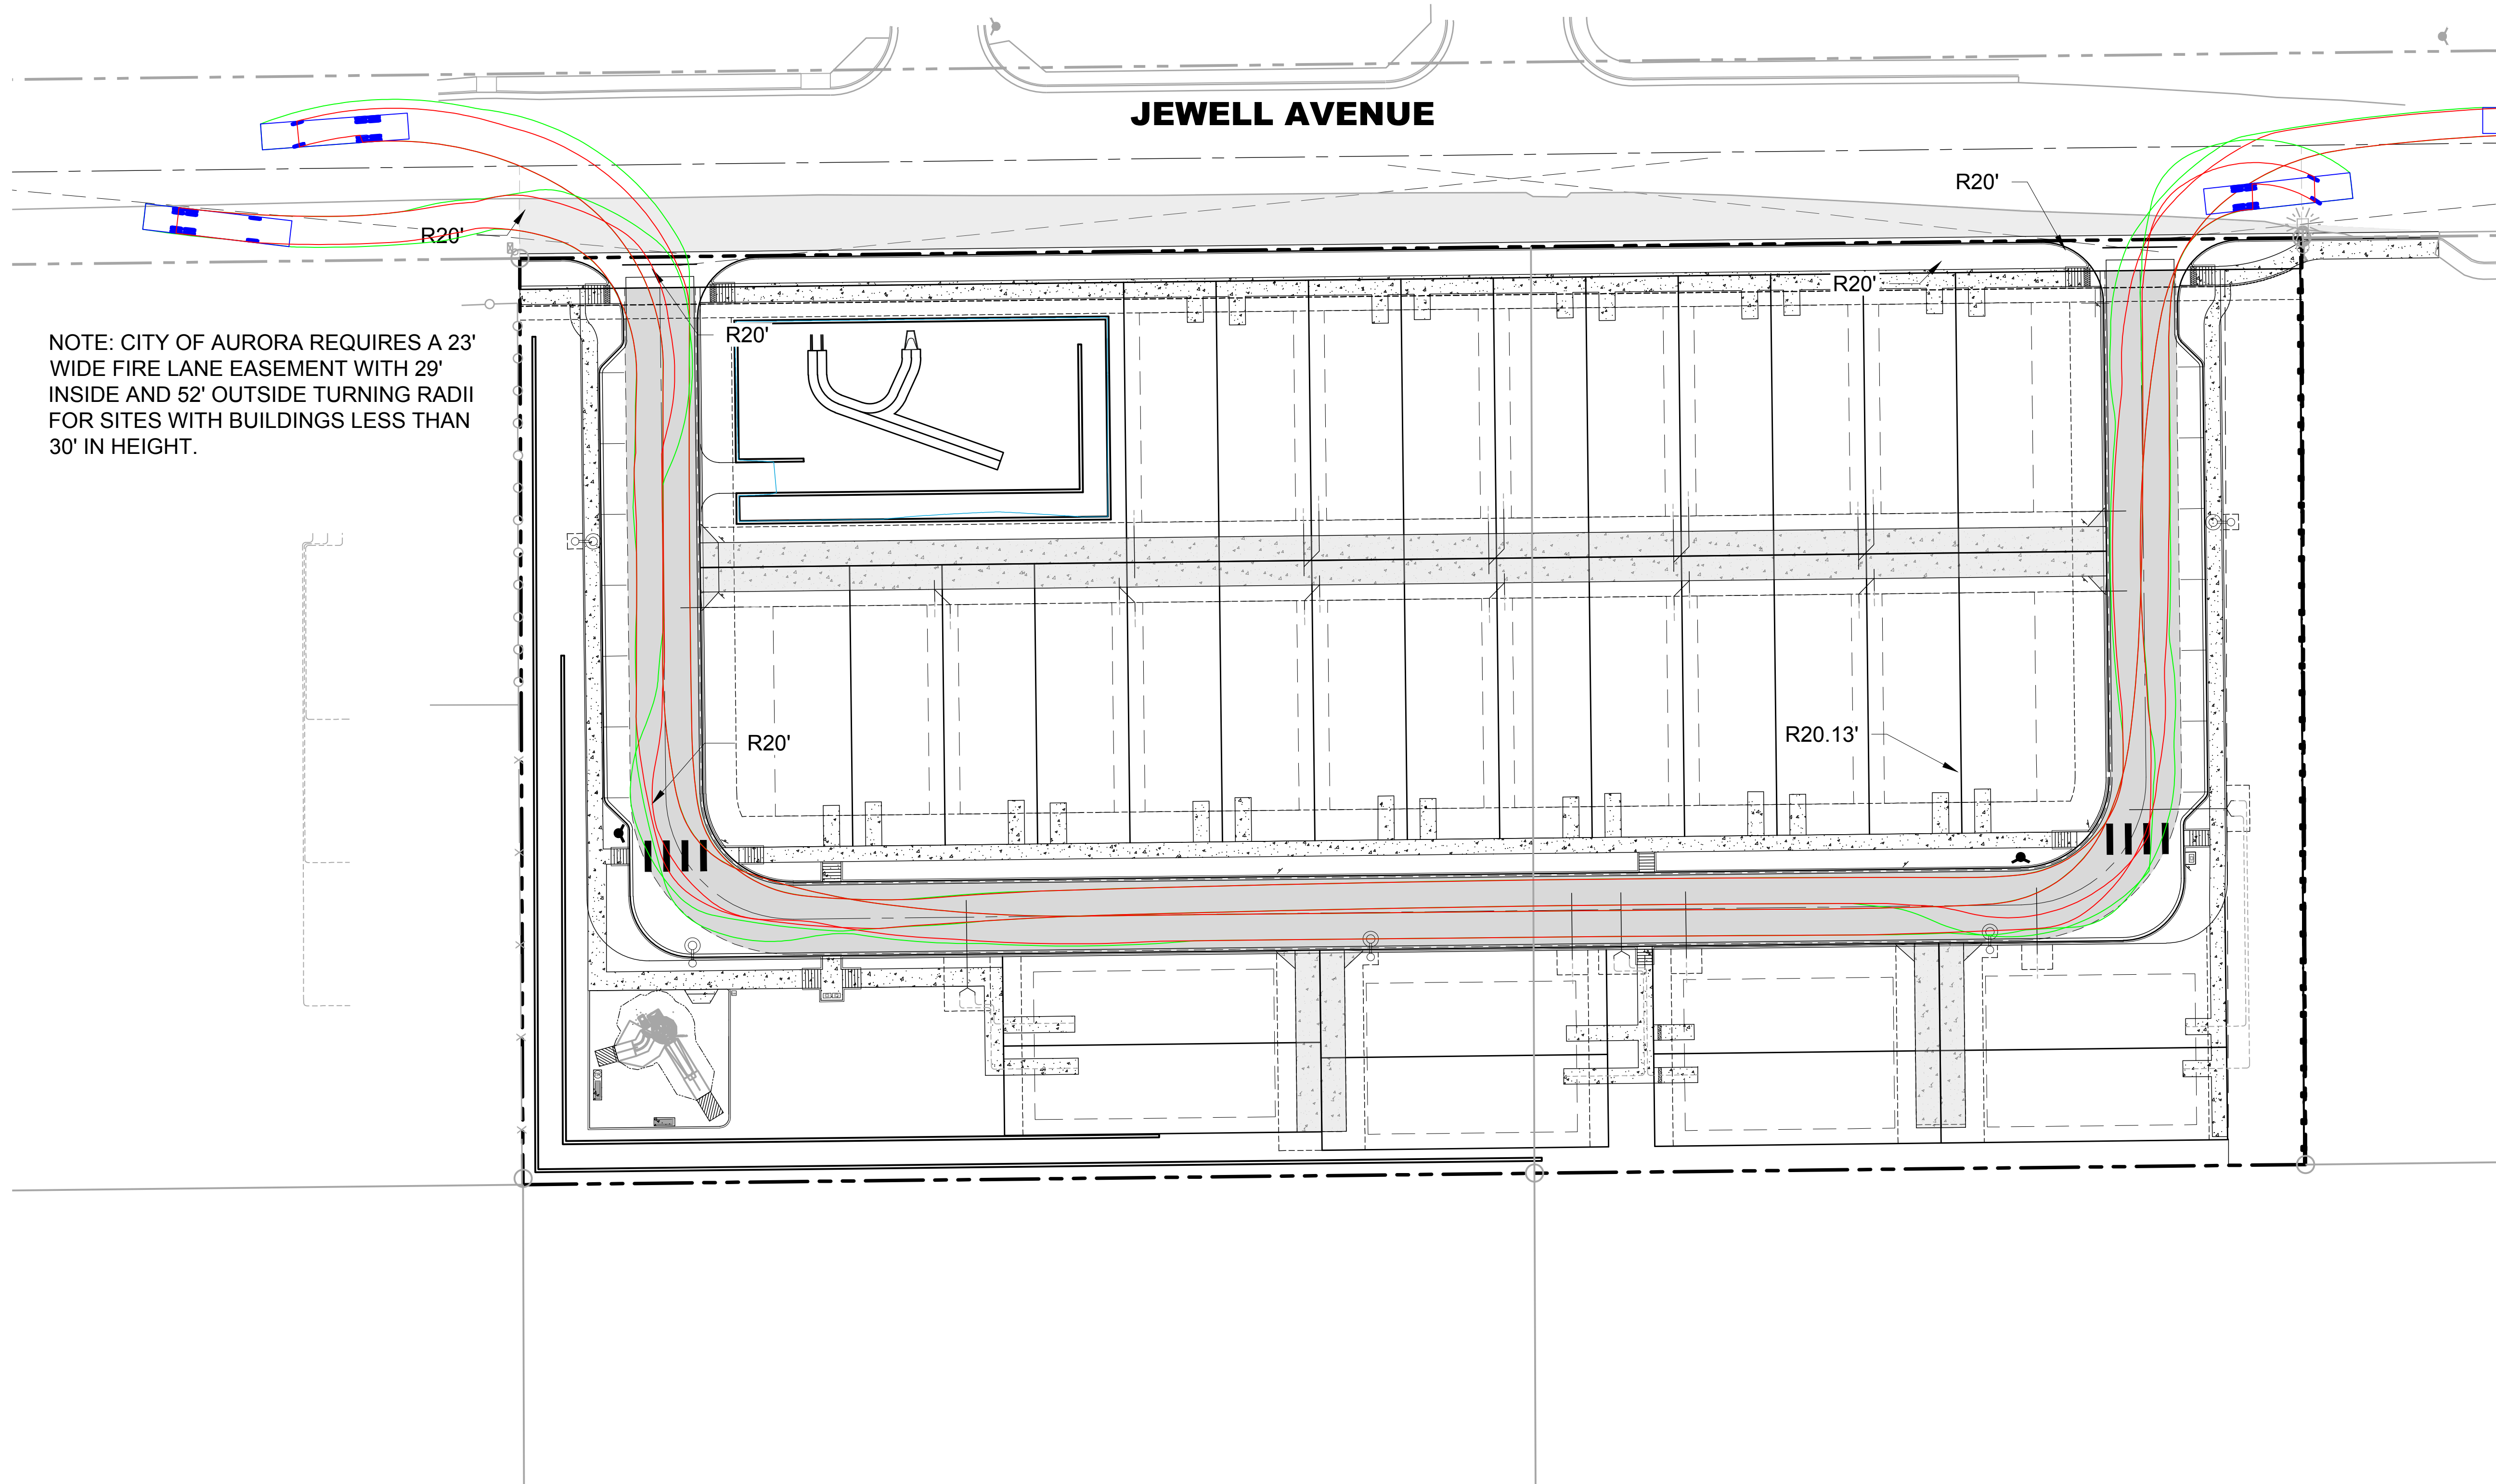 JEWELL AVENUE
R20'
R20'
R20'
R20'
NOTE: CITY OF AURORA REQUIRES A 23'
WIDE FIRE LANE EASEMENT WITH 29'
INSIDE AND 52' OUTSIDE TURNING RADII
FOR SITES WITH BUILDINGS LESS THAN
30' IN HEIGHT.
R20.13'
R20'